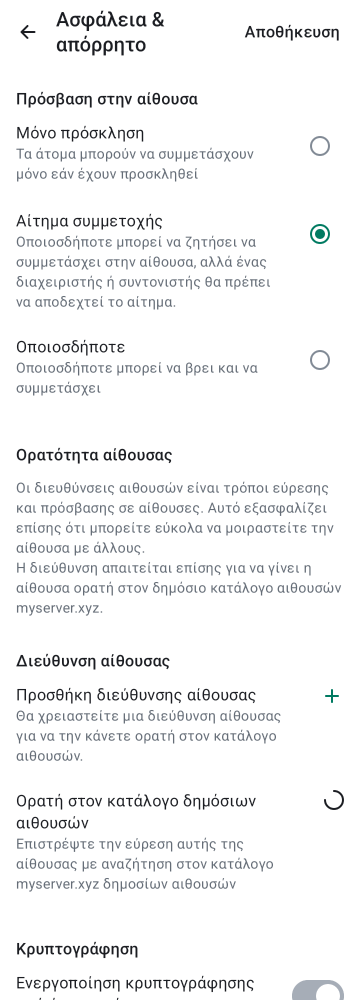 Ασφάλεια &
απόρρητο
Αποθήκευση
Πρόσβαση στην αίθουσα
Μόνο πρόσκληση
Τα άτομα μπορούν να συμμετάσχουν
μόνο εάν έχουν προσκληθεί
Αίτημα συμμετοχής
Οποιοσδήποτε μπορεί να ζητήσει να
συμμετάσχει στην αίθουσα, αλλά ένας
διαχειριστής ή συντονιστής θα πρέπει
να αποδεχτεί το αίτημα.
Οποιοσδήποτε
Οποιοσδήποτε μπορεί να βρει και να
συμμετάσχει
Ορατότητα αίθουσας
Οι διευθύνσεις αιθουσών είναι τρόποι εύρεσης
και πρόσβασης σε αίθουσες. Αυτό εξασφαλίζει
επίσης ότι μπορείτε εύκολα να μοιραστείτε την
αίθουσα με άλλους.
Η διεύθυνση απαιτείται επίσης για να γίνει η
αίθουσα ορατή στον δημόσιο κατάλογο αιθουσών
myserver.xyz.
Διεύθυνση αίθουσας
Προσθήκη διεύθυνσης αίθουσας
Θα χρειαστείτε μια διεύθυνση αίθουσας
για να την κάνετε ορατή στον κατάλογο
αιθουσών.
Ορατή στον κατάλογο δημόσιων
αιθουσών
Επιστρέψτε την εύρεση αυτής της
αίθουσας με αναζήτηση στον κατάλογο
myserver.xyz δημοσίων αιθουσών
Κρυπτογράφηση
Ενεργοποίηση κρυπτογράφησης